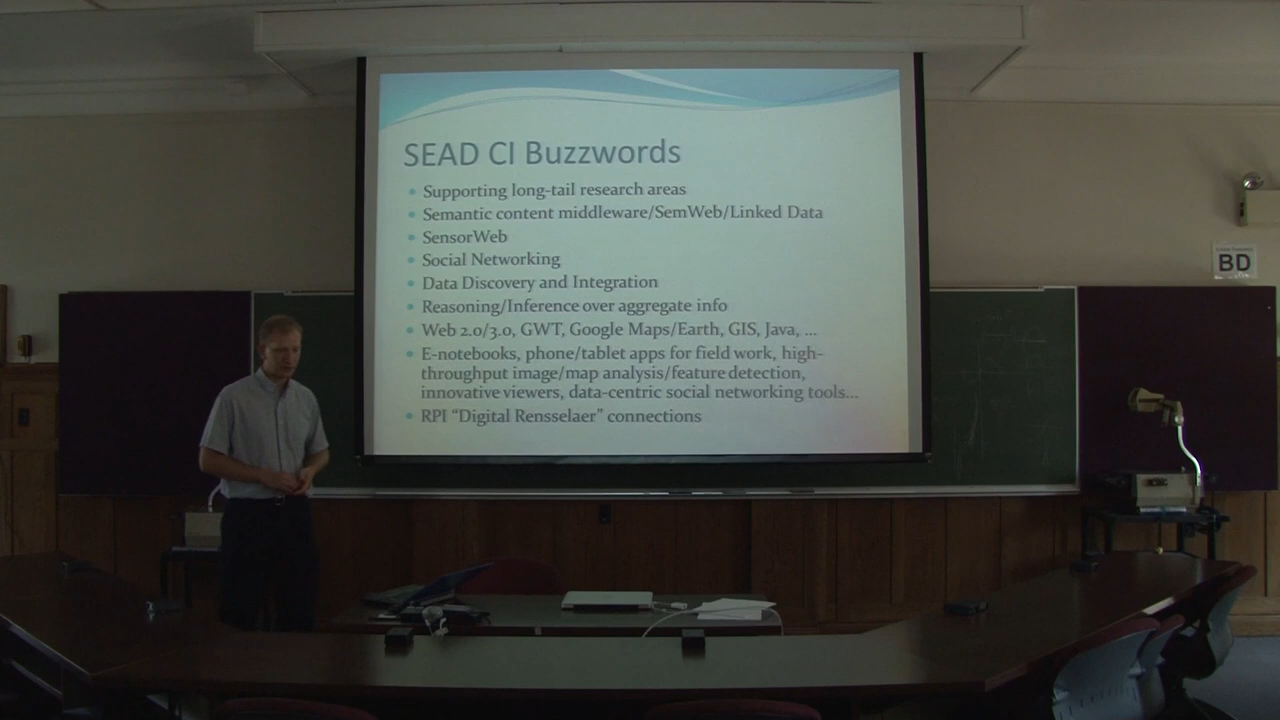 SEAD CI Buzzwords
Supporting long-tail research areas
Semantic content middleware/SemWeb/Linked Data
SensorWeb
Social Networking
Data Discovery and Integration
Reasoning/Inference over aggregate info
Web 2.0/3.0, GWT, Google Maps/Earth, GIS, Java, ...
E-notebooks, phone/tablet apps for field work, high-
throughput image/map analysis/feature detection,
innovative viewers, data-centric social networking tools...
RPI “Digital Rensselaer” connections
BD